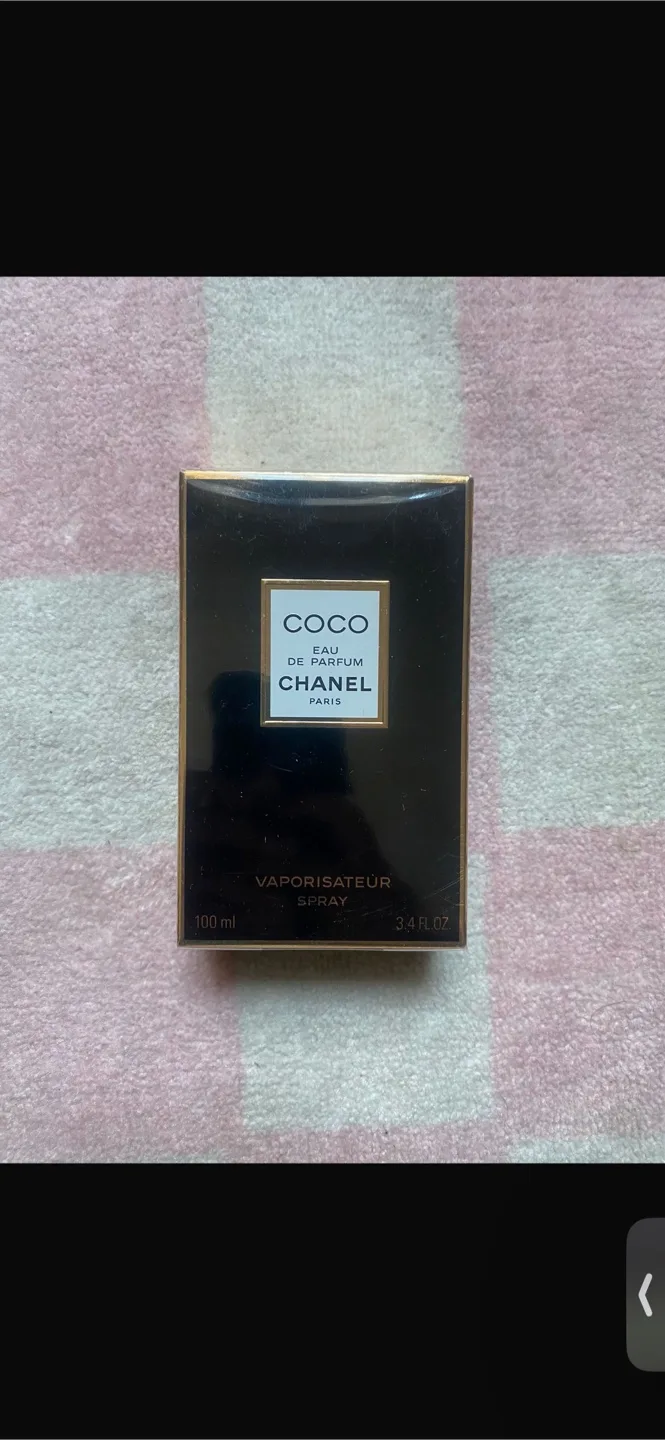 COCO
EAU
DE PARFUM
CHANEL
PARIS
VAPORISATEUR
SPRAY
100 ml
3.4 FL.OZ.